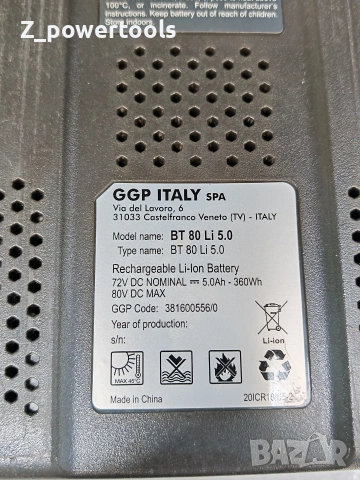 Z_powertools
100°C, or incinerate. Follow manufacturer's
instructions. Keep battery out of reach of children.
Store indoors.
GGP ITALY SPA
Via del Lavoro, 6
31033 Castelfranco Veneto (TV) - ITALY
Model name: BT 80 Li 5.0
Type name: BT 80 Li 5.0
Rechargeable Li-Ion Battery
72V DC NOMINAL ⎓ 5.0Ah - 360Wh
80V DC MAX
GGP Code: 381600556/0
Year of production:
s/n:
Li-ion
MAX 45°C
Made in China
BAZAR